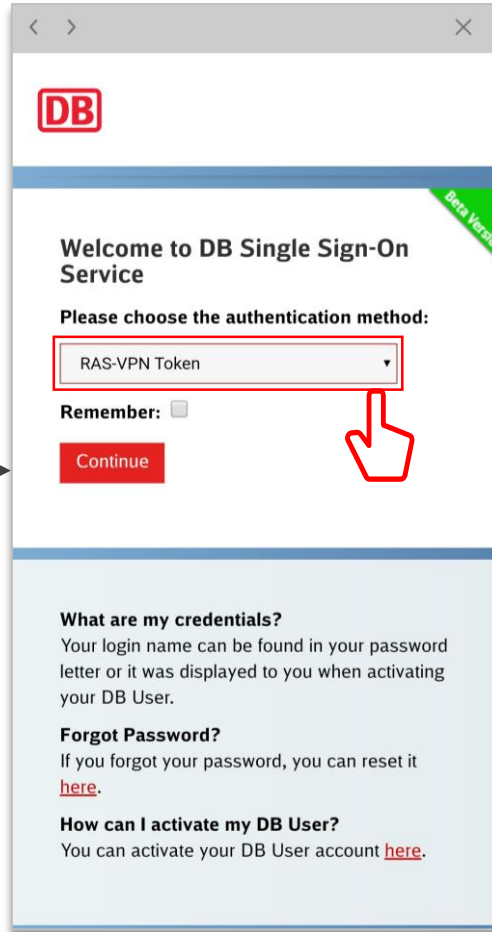 DB
Beta Versio
Welcome to DB Single Sign-On
Service
Please choose the authentication method:
RAS-VPN Token
Remember:
Continue
What are my credentials?
Your login name can be found in your password
letter or it was displayed to you when activating
your DB User.
Forgot Password?
If you forgot your password, you can reset it
here.
How can I activate my DB User?
You can activate your DB User account here.